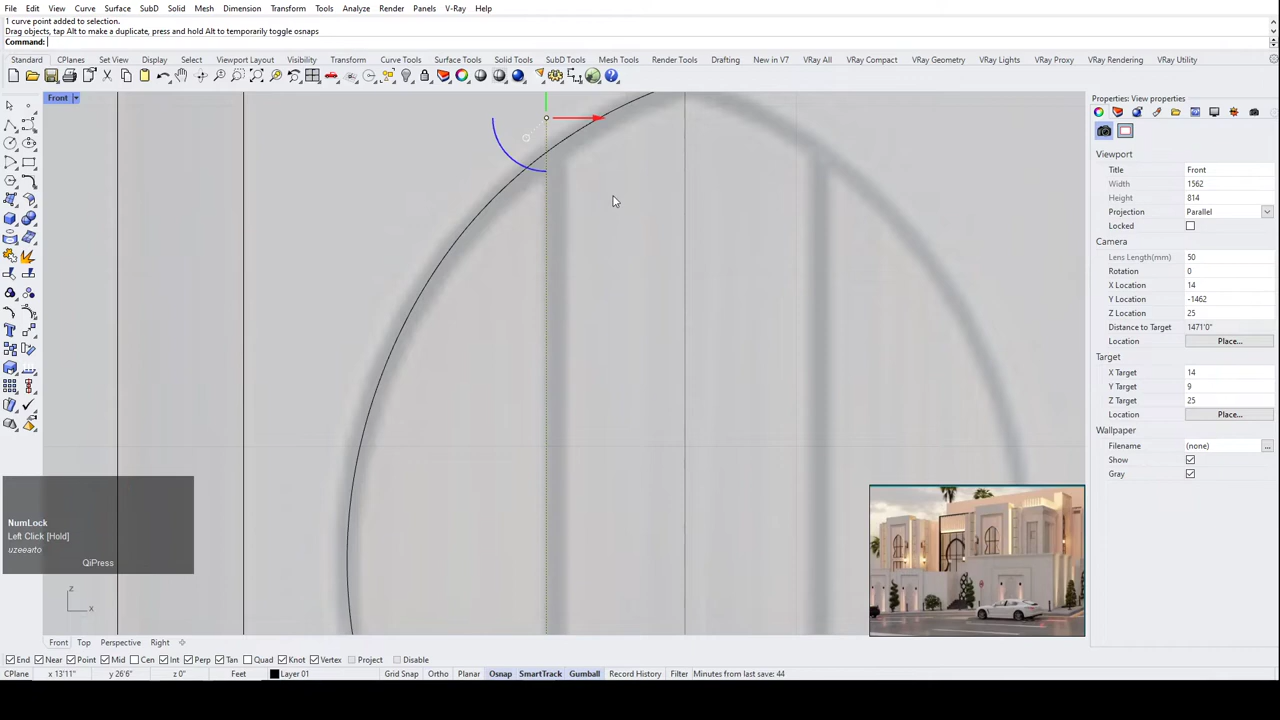 File Edit View Curve Surface SubD Solid Mesh Dimension Transform Tools Analyze Render Panels V-Ray Help
1 curve point added to selection.
Drag objects, tap Alt to make a duplicate, press and hold Alt to temporarily toggle osnaps
Command:
Standard CPlanes Set View Display Select Viewport Layout Visibility Transform Curve Tools Surface Tools Solid Tools SubD Tools Mesh Tools Render Tools Drafting New in V7 VRay All VRay Compact VRay Geometry VRay Lights VRay Proxy VRay Rendering VRay Utility
Front
Properties: View properties
Viewport
Title Front
Width 1562
Height 814
Projection Parallel
Locked
Camera
Lens Length(mm) 50
Rotation 0
X Location 14
Y Location -1462
Z Location 25
Distance to Target 1471'0"
Location Place...
Target
X Target 14
Y Target 9
Z Target 25
Location Place...
Wallpaper
Filename (none) ...
Show
Gray
NumLock
Left Click [Hold]
uzeearto
QiPress
z
x
Front Top Perspective Right
End Near Point Mid Cen Int Perp Tan Quad Knot Vertex Project Disable
CPlane x 13'11" y 26'6" z 0" Feet Layer 01 Grid Snap Ortho Planar Osnap SmartTrack Gumball Record History Filter Minutes from last save: 44